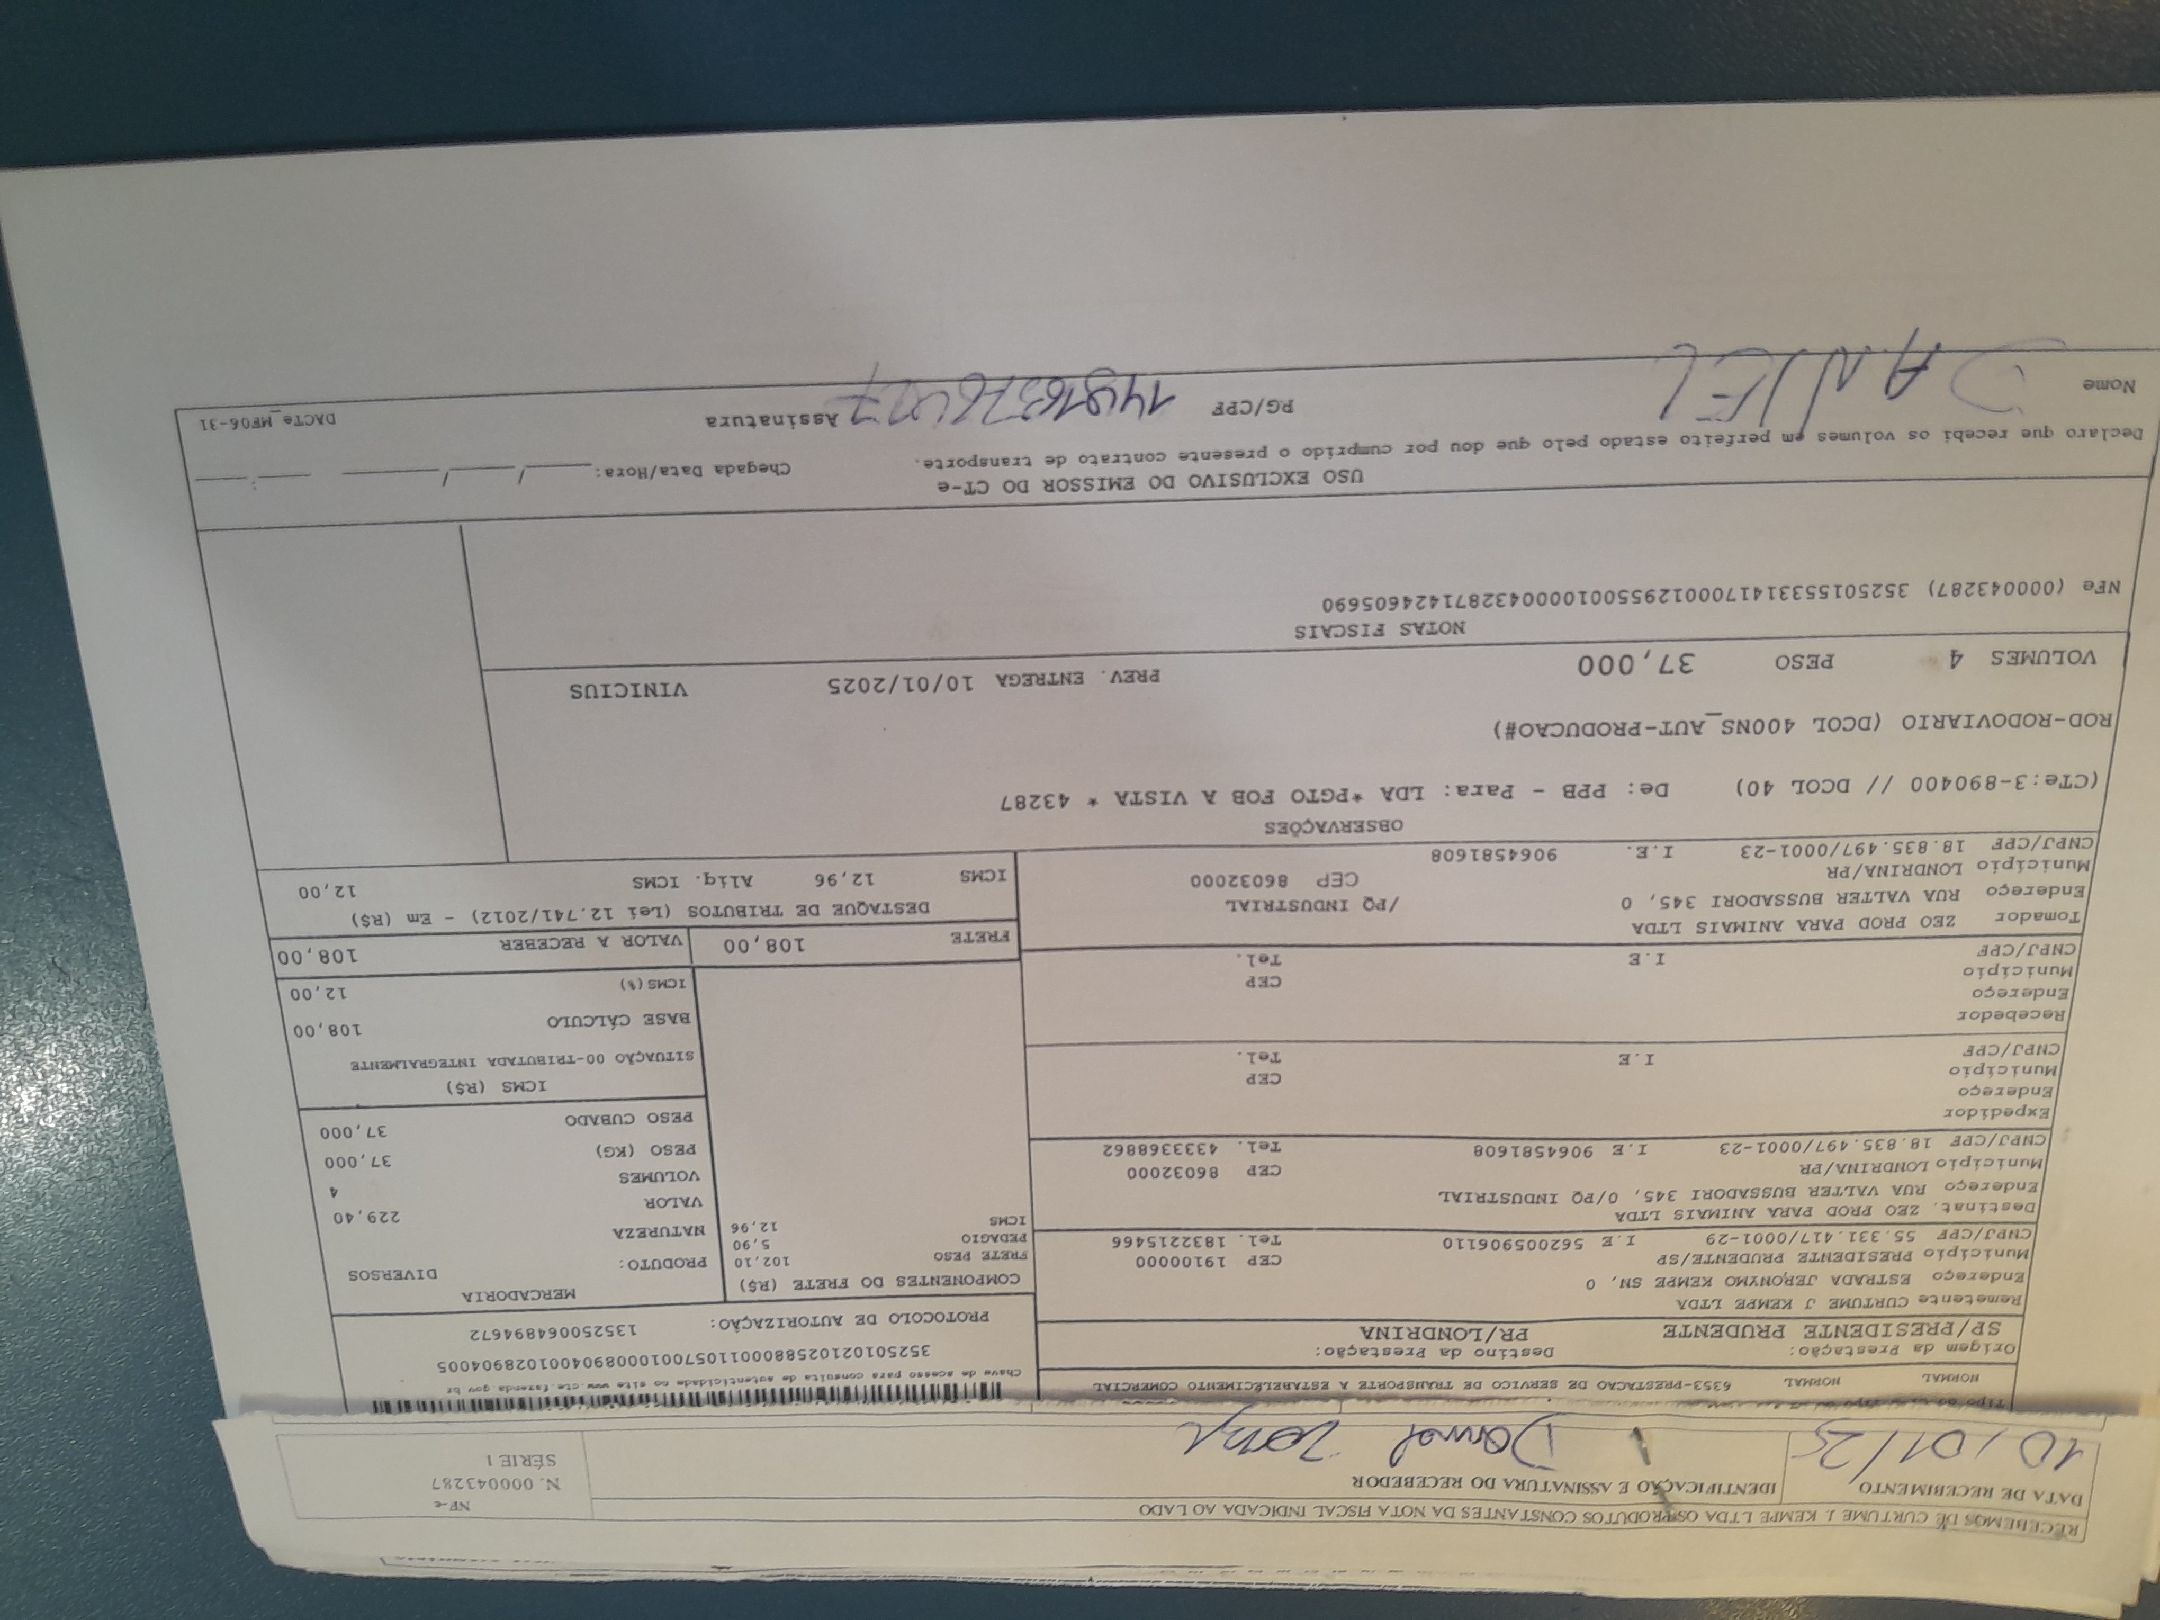 RECEBEMOS DE CURTUME J. KEMPE LTDA OS PRODUTOS CONSTANTES DA NOTA FISCAL INDICADA AO LADO
DATA DE RECEBIMENTO
10/01/25
IDENTIFICAÇÃO E ASSINATURA DO RECEBEDOR
Daniel
NF-e
N. 000043287
SÉRIE 1
NORMAL NORMAL 6353-PRESTACAO DE SERVICO DE TRANSPORTE A ESTABELECIMENTO COMERCIAL
Origem da Prestação: Destino da Prestação:
SP/PRESIDENTE PRUDENTE PR/LONDRINA
Chave de acesso para consulta de autenticidade no site www.cte.fazenda.gov.br
35250102102588000110570010008904001028904005
PROTOCOLO DE AUTORIZAÇÃO: 135250064894672
Remetente CURTUME J KEMPE LTDA
Endereço ESTRADA JERONYMO KEMPE SN, 0
Município PRESIDENTE PRUDENTE/SP CEP 19100000
CNPJ/CPF 55.331.417/0001-29 I.E 562005906110 Tel. 1832215466
Destinat. ZEO PROD PARA ANIMAIS LTDA
Endereço RUA VALTER BUSSADORI 345, 0/PQ INDUSTRIAL
Município LONDRINA/PR CEP 86032000
CNPJ/CPF 18.835.497/0001-23 I.E 9064581608 Tel. 4333368862
Expedidor
Endereço
Município CEP
CNPJ/CPF I.E Tel.
Recebedor
Endereço
Município CEP
CNPJ/CPF I.E Tel.
Tomador ZEO PROD PARA ANIMAIS LTDA
Endereço RUA VALTER BUSSADORI 345, 0 /PQ INDUSTRIAL
Município LONDRINA/PR CEP 86032000
CNPJ/CPF 18.835.497/0001-23 I.E. 9064581608
COMPONENTES DO FRETE (R$)
FRETE PESO 102,10
PEDAGIO 5,90
ICMS 12,96
MERCADORIA
PRODUTO: DIVERSOS
NATUREZA
VALOR 229,40
VOLUMES 4
PESO (KG) 37,000
PESO CUBADO 37,000
ICMS (R$)
SITUAÇÃO 00-TRIBUTADA INTEGRALMENTE
BASE CÁLCULO 108,00
ICMS(%) 12,00
FRETE 108,00 VALOR A RECEBER 108,00
DESTAQUE DE TRIBUTOS (Lei 12.741/2012) - Em (R$)
ICMS 12,96 Aliq. ICMS 12,00
OBSERVAÇÕES
(CTe:3-890400 // DCOL 40) De: PPB - Para: LDA *PGTO FOB A VISTA * 43287
ROD-RODOVIARIO (DCOL 400NS_AUT-PRODUCAO#)
VOLUMES 4 PESO 37,000 PREV. ENTREGA 10/01/2025 VINICIUS
NOTAS FISCAIS
NFe (000043287) 35250155331417000129550010000432871424605690
USO EXCLUSIVO DO EMISSOR DO CT-e
Declaro que recebi os volumes em perfeito estado pelo que dou por cumprido o presente contrato de transporte. Chegada Data/Hora: ____/____/____ ___:___
Nome DANIEL RG/CPF Assinatura DACTe_MF06-31